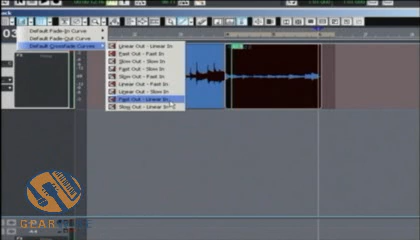 Default Fade-In Curve
Default Fade-Out Curve
Default Crossfade Curves
Linear Out - Linear In
Fast Out - Fast In
Slow Out - Slow In
Fast Out - Slow In
Slow Out - Fast In
Linear Out - Fast In
Linear Out - Slow In
Fast Out - Linear In
Slow Out - Linear In
FX